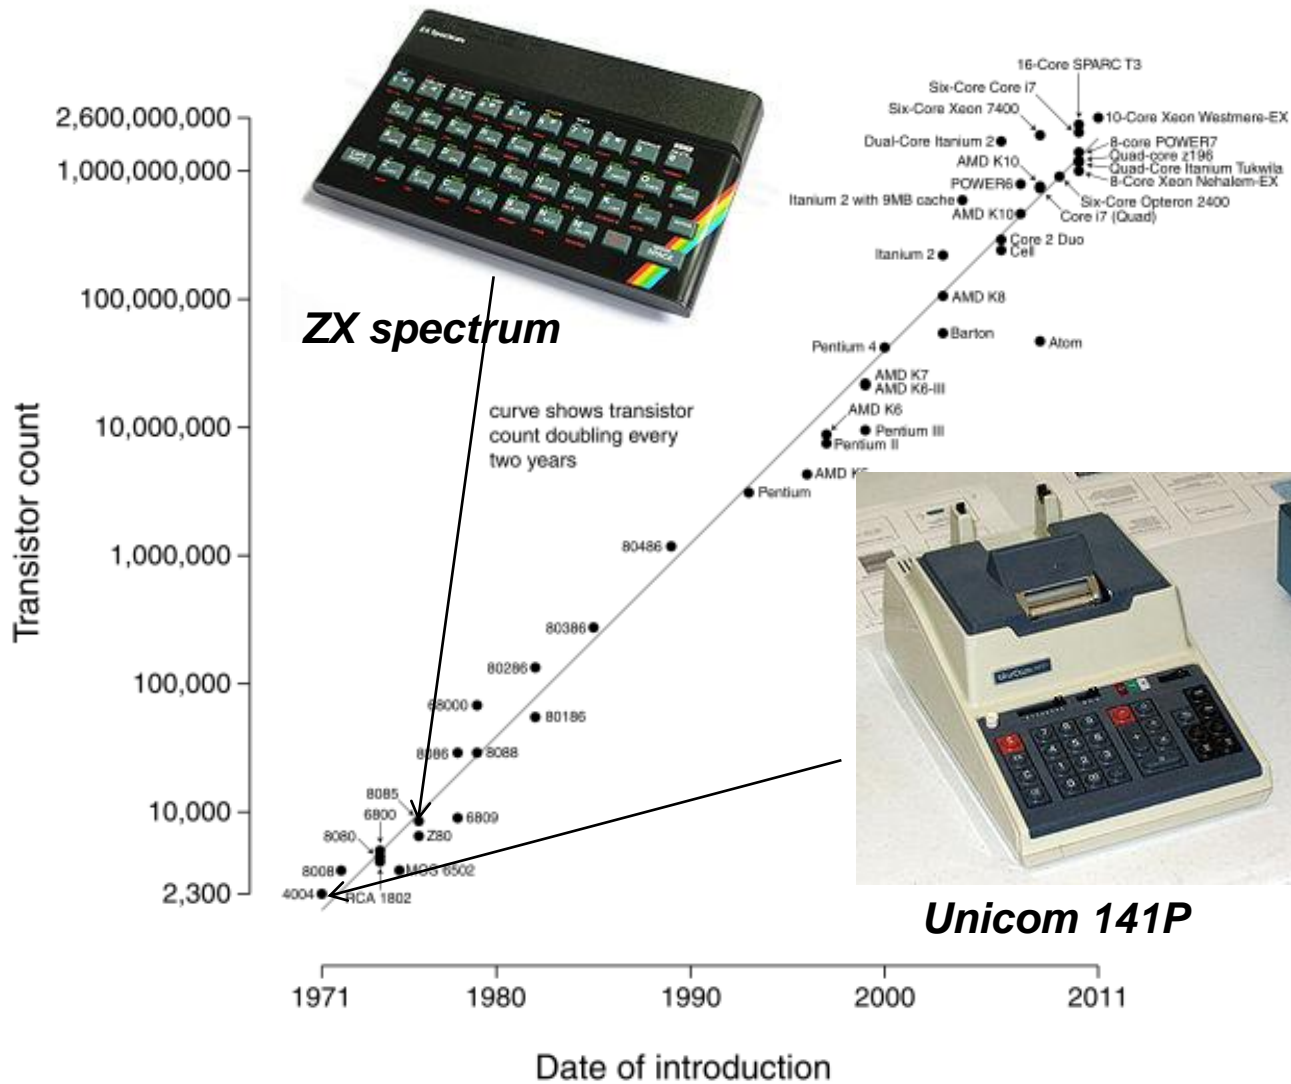 ZX Spectrum
16-Core SPARC T3
Six-Core Core i7
Six-Core Xeon 7400
10-Core Xeon Westmere-EX
Dual-Core Itanium 2
8-core POWER7
Quad-core z196
AMD K10
Quad-Core Itanium Tukwila
POWER6
8-Core Xeon Nehalem-EX
Itanium 2 with 9MB cache
Six-Core Opteron 2400
AMD K10
Core i7 (Quad)
Core 2 Duo
Itanium 2
Cell
AMD K8
Barton
Pentium 4
Atom
AMD K7
AMD K6-III
AMD K6
Pentium III
Pentium II
AMD
Pentium
80486
80386
80286
68000
80186
8086
8088
8085
6800
6809
8080
Z80
8008
MOS 6502
4004
RCA 1802
ZX spectrum
curve shows transistor
count doubling every
two years
Unicom 141P
Transistor count
2,600,000,000
1,000,000,000
100,000,000
10,000,000
1,000,000
100,000
10,000
2,300
1971
1980
1990
2000
2011
Date of introduction